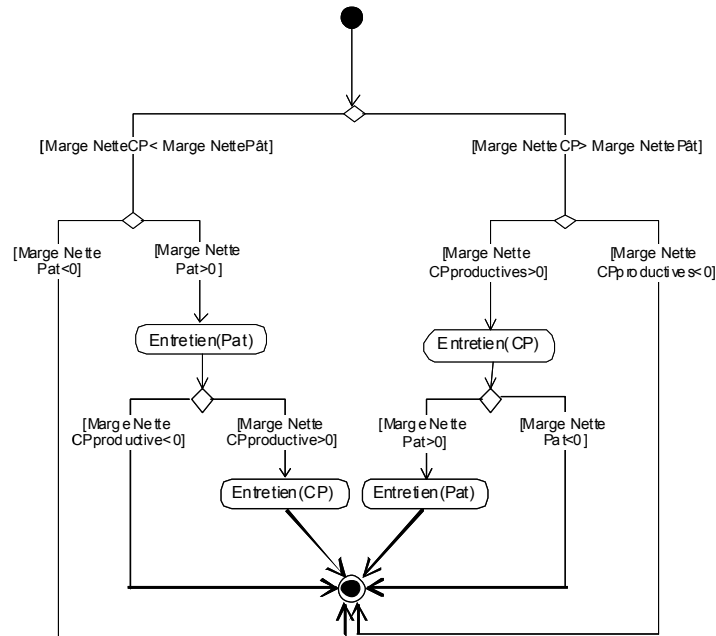 [Marge NetteCP< Marge NettePât]
[Marge NetteCP> Marge NettePât]
[Marge Nette
Pat<0]
[Marge Nette
Pat>0]
[Marge Nette
CPproductives>0]
[Marge Nette
CPproductives<0]
Entretien(Pat)
Entretien(CP)
[Marge Nette
CPproductive<0]
[Marge Nette
CPproductive>0]
[Marge Nette
Pat>0]
[Marge Nette
Pat<0]
Entretien(CP)
Entretien(Pat)